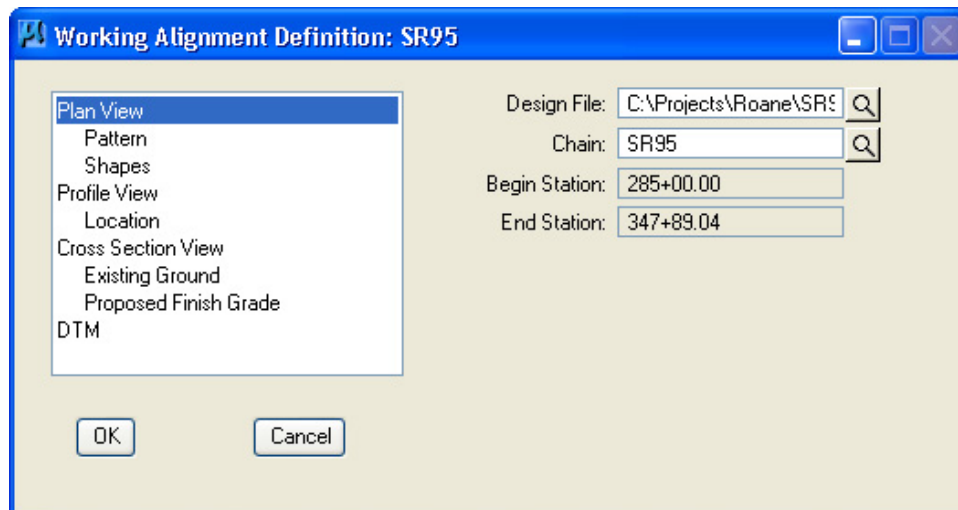 Working Alignment Definition: SR95
Plan View
Pattern
Shapes
Profile View
Location
Cross Section View
Existing Ground
Proposed Finish Grade
DTM
Design File: C:\Projects\Roane\SR9
Chain: SR95
Begin Station: 285+00.00
End Station: 347+89.04
OK Cancel